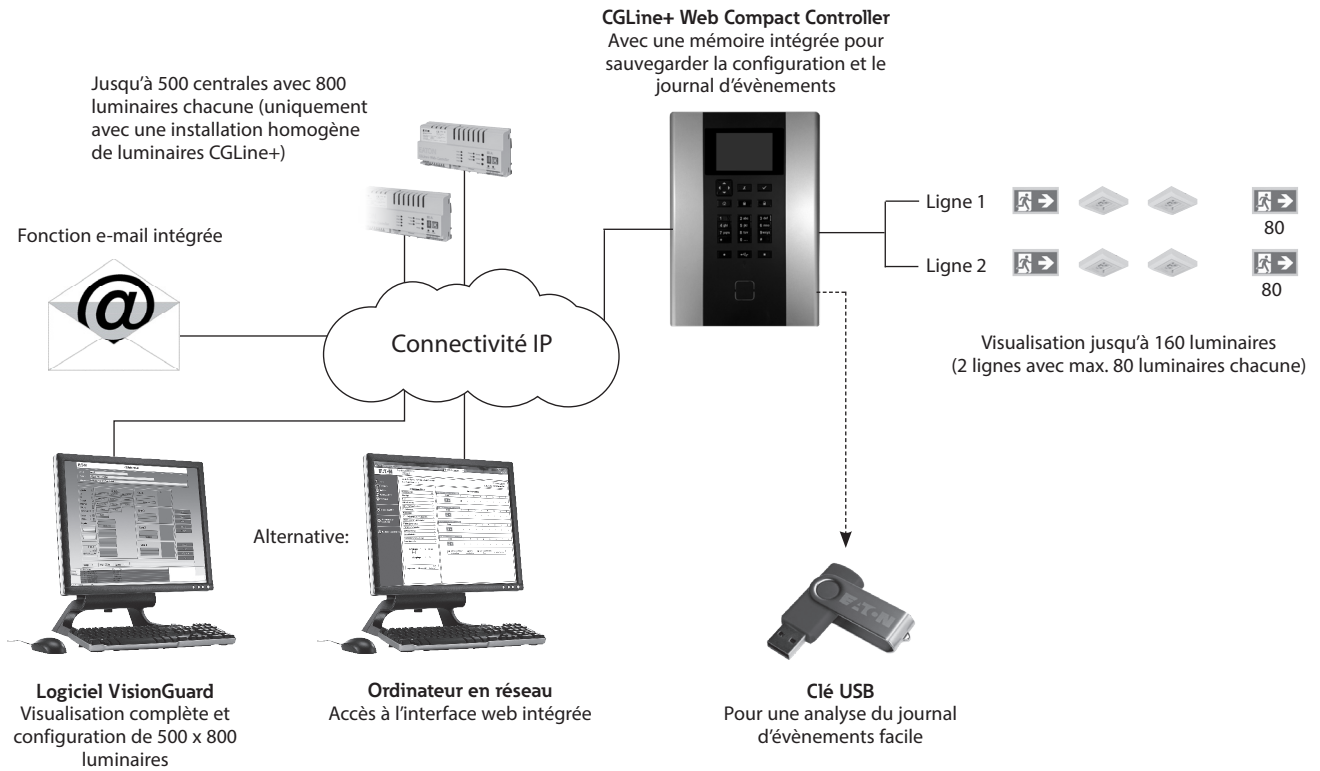 CGLine+ Web Compact Controller
Avec une mémoire intégrée pour
sauvegarder la configuration et le
journal d'évènements
Jusqu'à 500 centrales avec 800
luminaires chacune (uniquement
avec une installation homogène
de luminaires CGLine+)
Fonction e-mail intégrée
@
Connectivité IP
Ligne 1
80
Ligne 2
80
Visualisation jusqu'à 160 luminaires
(2 lignes avec max. 80 luminaires chacune)
Alternative:
EATON
Logiciel VisionGuard
Visualisation complète et
configuration de 500 x 800
luminaires
Ordinateur en réseau
Accès à l'interface web intégrée
Clé USB
Pour une analyse du journal
d'évènements facile